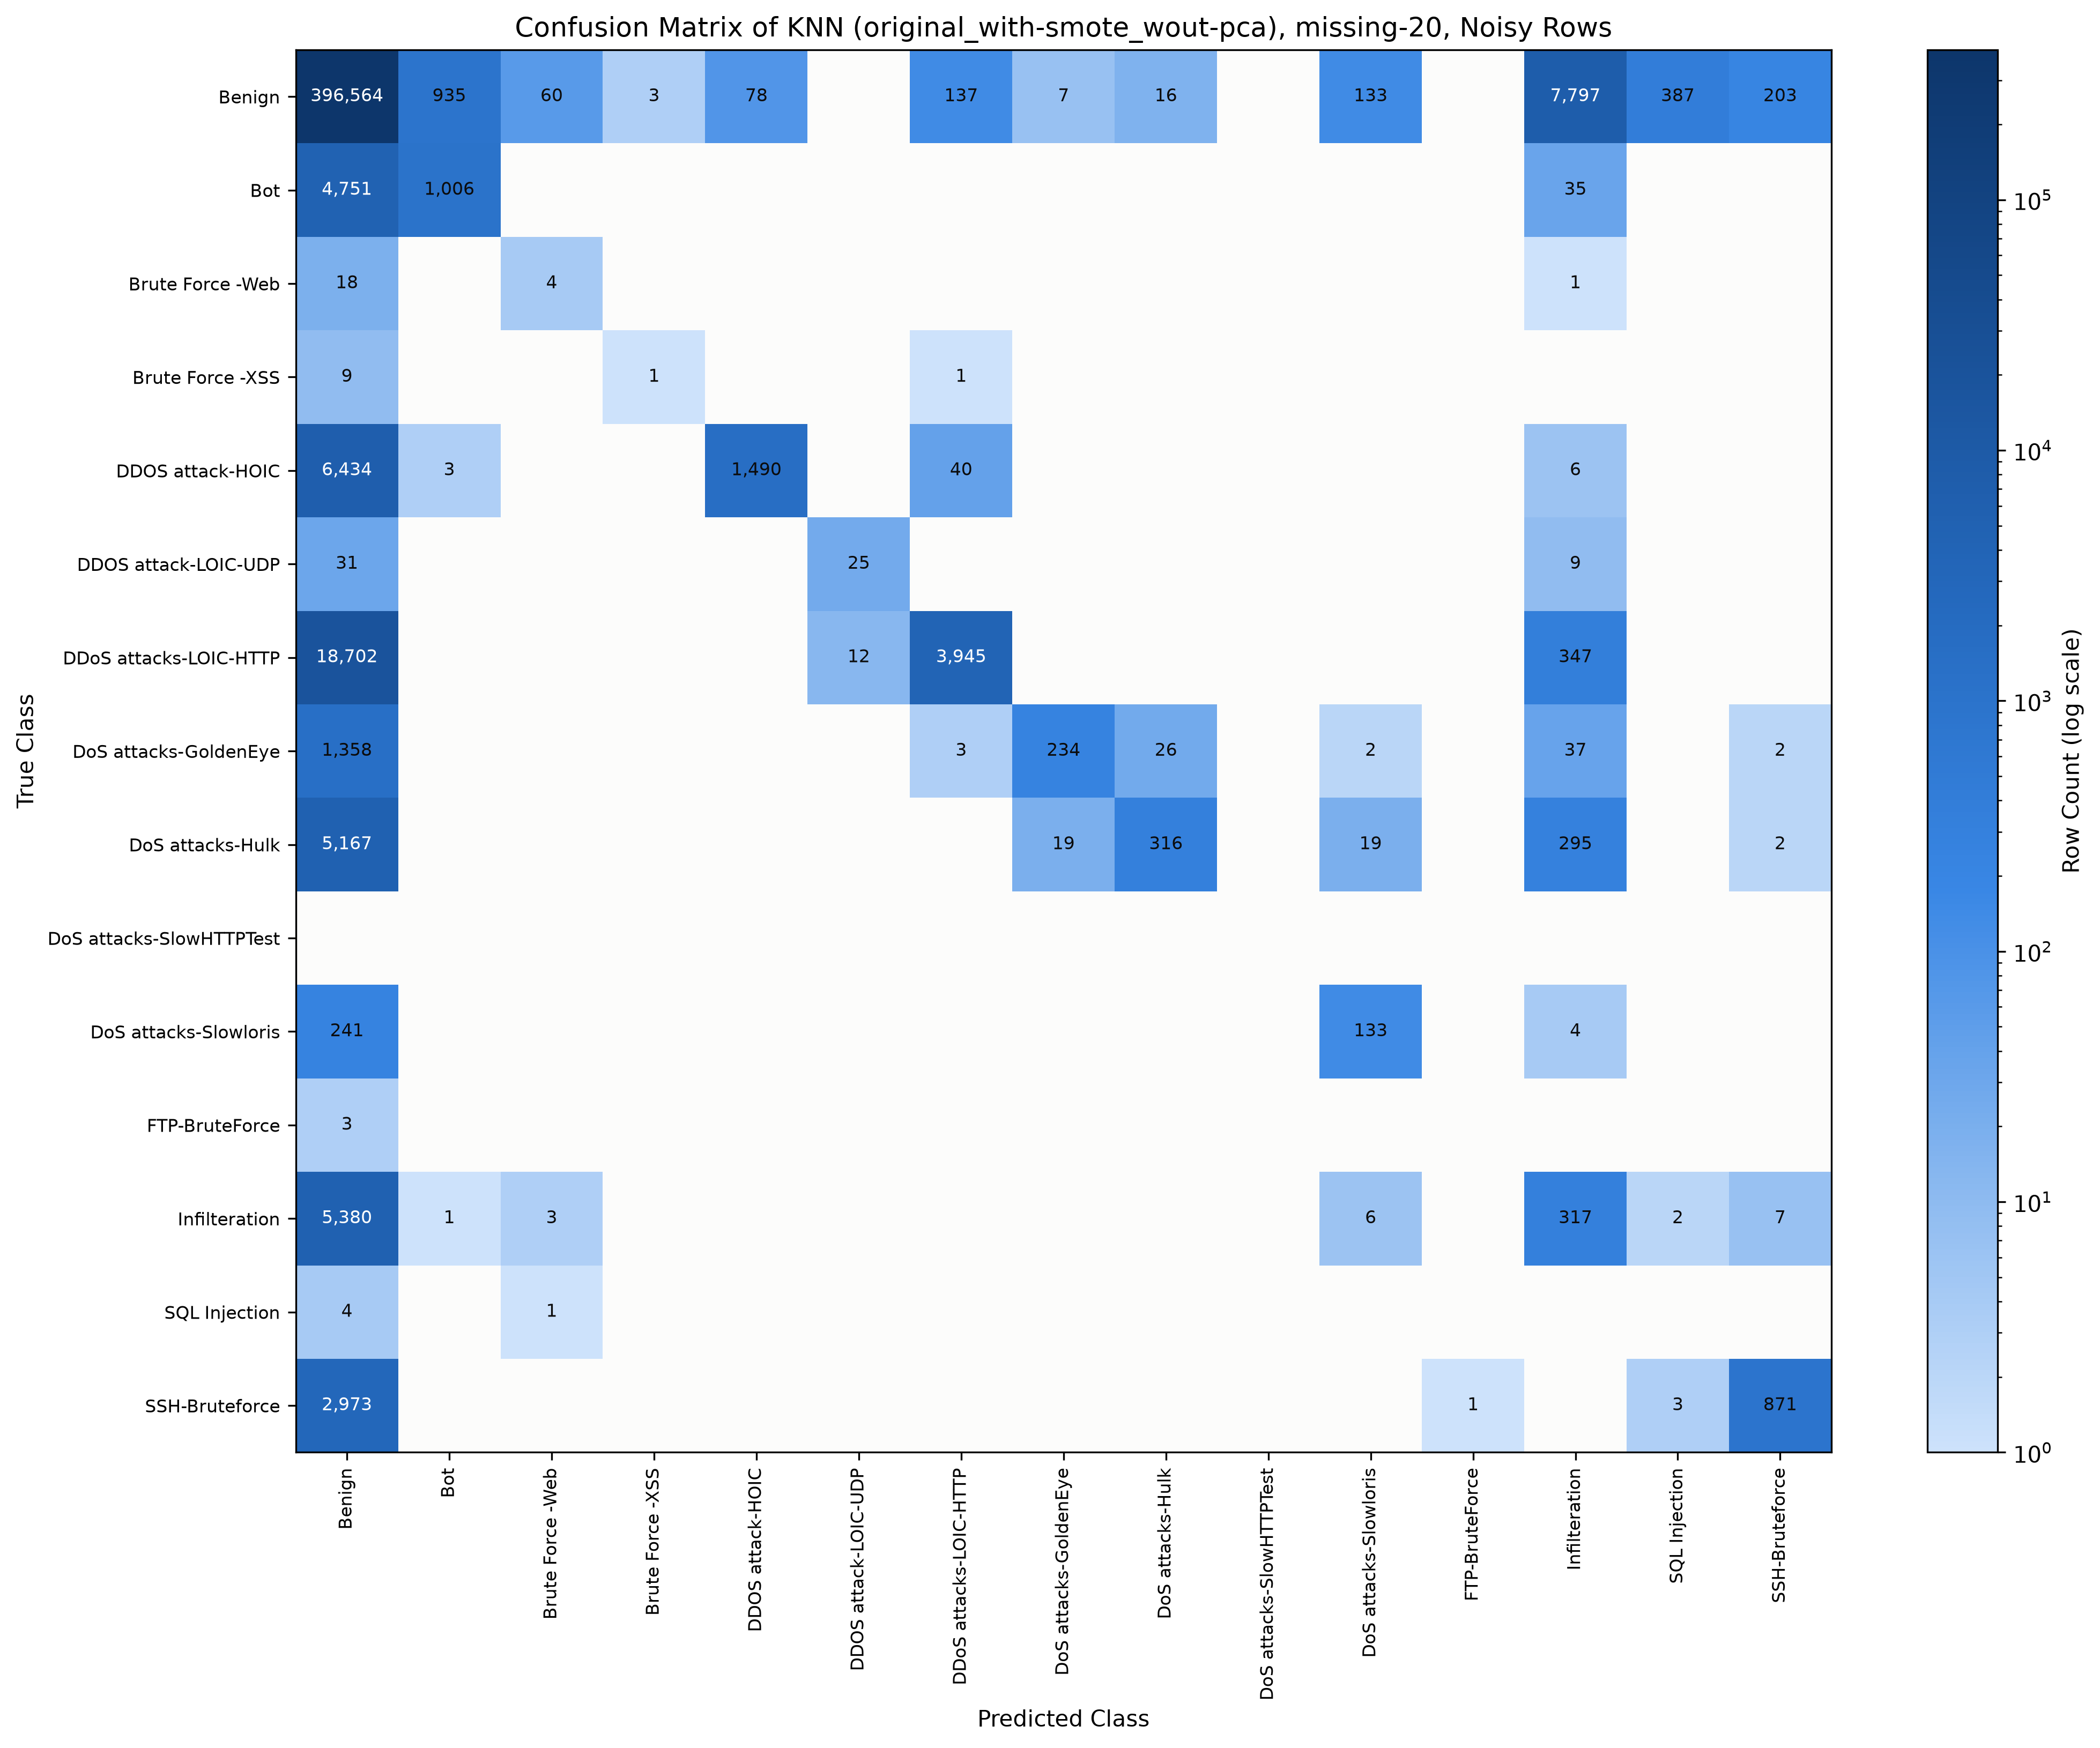 Confusion Matrix of KNN (original_with-smote_wout-pca), missing-20, Noisy Rows
True Class
Benign 396,564 935 60 3 78 137 7 16 133 7,797 387 203
Bot 4,751 1,006 35
Brute Force -Web 18 4 1
Brute Force -XSS 9 1 1
DDOS attack-HOIC 6,434 3 1,490 40 6
DDOS attack-LOIC-UDP 31 25 9
DDoS attacks-LOIC-HTTP 18,702 12 3,945 347
DoS attacks-GoldenEye 1,358 3 234 26 2 37 2
DoS attacks-Hulk 5,167 19 316 19 295 2
DoS attacks-SlowHTTPTest
DoS attacks-Slowloris 241 133 4
FTP-BruteForce 3
Infilteration 5,380 1 3 6 317 2 7
SQL Injection 4 1
SSH-Bruteforce 2,973 1 3 871
Benign
Bot
Brute Force -Web
Brute Force -XSS
DDOS attack-HOIC
DDOS attack-LOIC-UDP
DDoS attacks-LOIC-HTTP
DoS attacks-GoldenEye
DoS attacks-Hulk
DoS attacks-SlowHTTPTest
DoS attacks-Slowloris
FTP-BruteForce
Infilteration
SQL Injection
SSH-Bruteforce
Predicted Class
10⁵
10⁴
10³
10²
10¹
10⁰
Row Count (log scale)